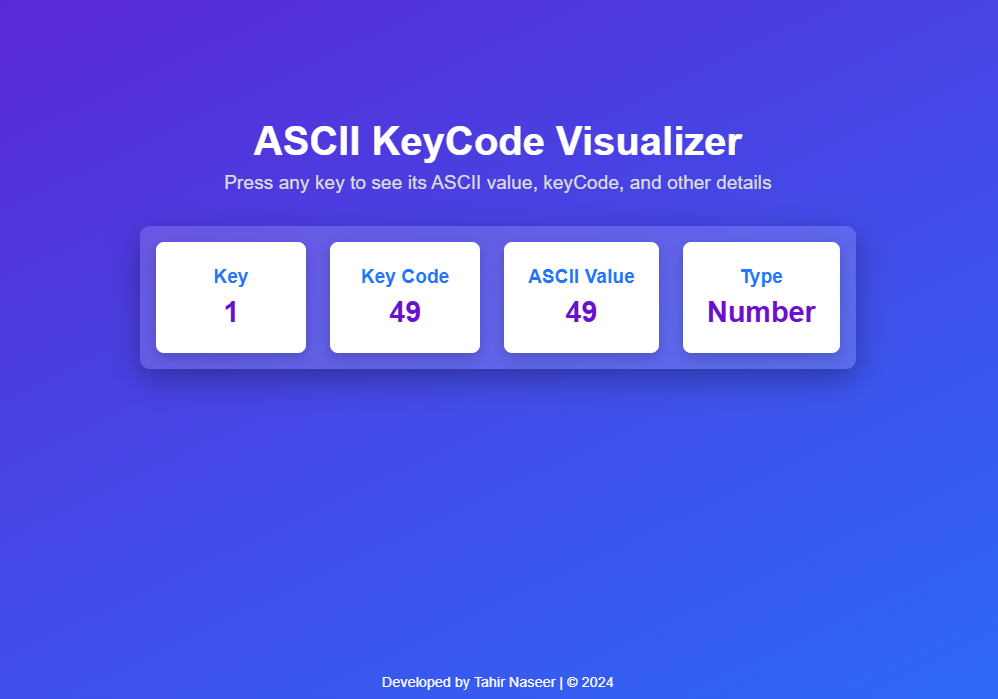 ASCII KeyCode Visualizer
Press any key to see its ASCII value, keyCode, and other details
Key
1
Key Code
49
ASCII Value
49
Type
Number
Developed by Tahir Naseer | © 2024